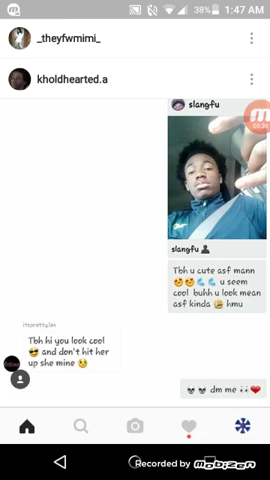 38% 1:47 AM
_theyfwmimi_
kholdhearted.a
slangfu
00:36
slangfu
Tbh u cute asf mann
u seem
cool buhh u look mean
asf kinda hmu
itsprettylex
Tbh hi you look cool
and don't hit her
up she mine
dm me
Recorded by mobizen